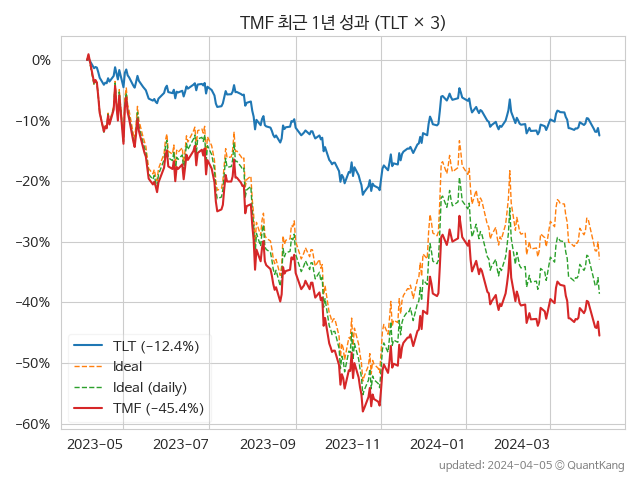 TMF 최근 1년 성과 (TLT × 3)
0%
−10%
−20%
−30%
−40%
−50%
−60%
TLT (−12.4%)
Ideal
Ideal (daily)
TMF (−45.4%)
2023-05
2023-07
2023-09
2023-11
2024-01
2024-03
updated: 2024-04-05 © QuantKang